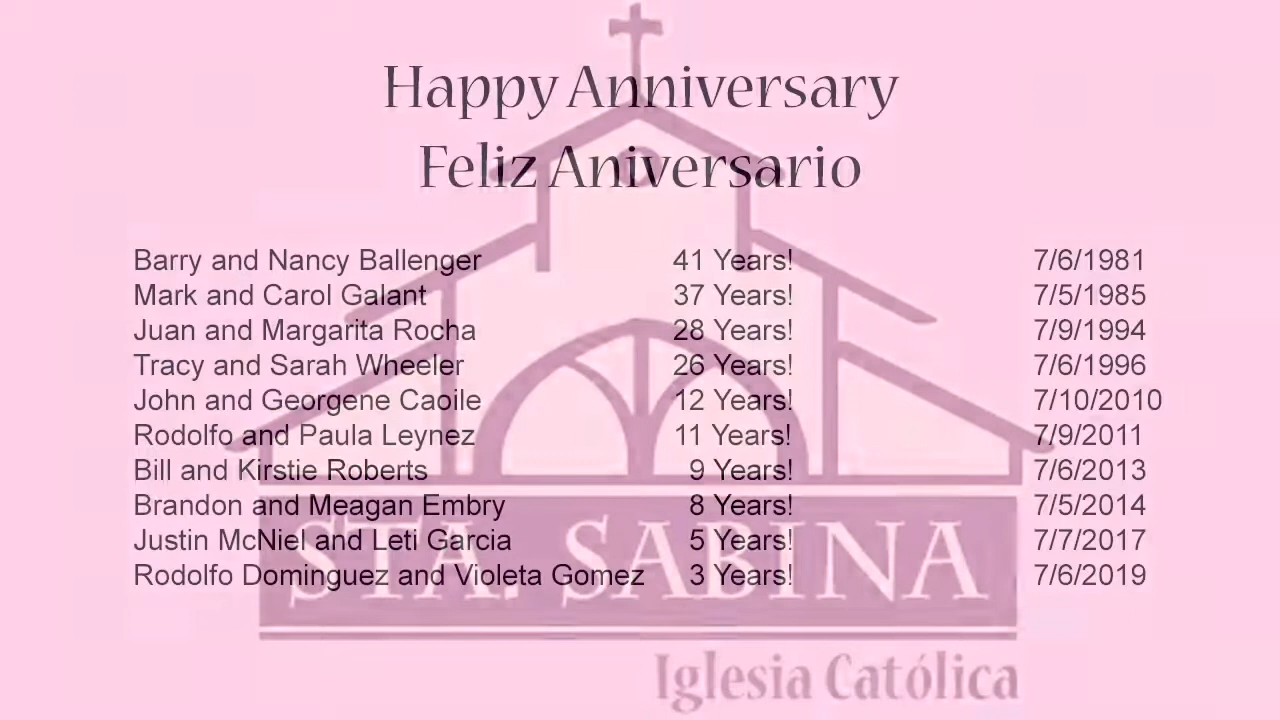 Happy Anniversary
Feliz Aniversario
Barry and Nancy Ballenger 41 Years! 7/6/1981
Mark and Carol Galant 37 Years! 7/5/1985
Juan and Margarita Rocha 28 Years! 7/9/1994
Tracy and Sarah Wheeler 26 Years! 7/6/1996
John and Georgene Caoile 12 Years! 7/10/2010
Rodolfo and Paula Leynez 11 Years! 7/9/2011
Bill and Kirstie Roberts 9 Years! 7/6/2013
Brandon and Meagan Embry 8 Years! 7/5/2014
Justin McNiel and Leti Garcia 5 Years! 7/7/2017
Rodolfo Dominguez and Violeta Gomez 3 Years! 7/6/2019
STA. SABINA
Iglesia Católica